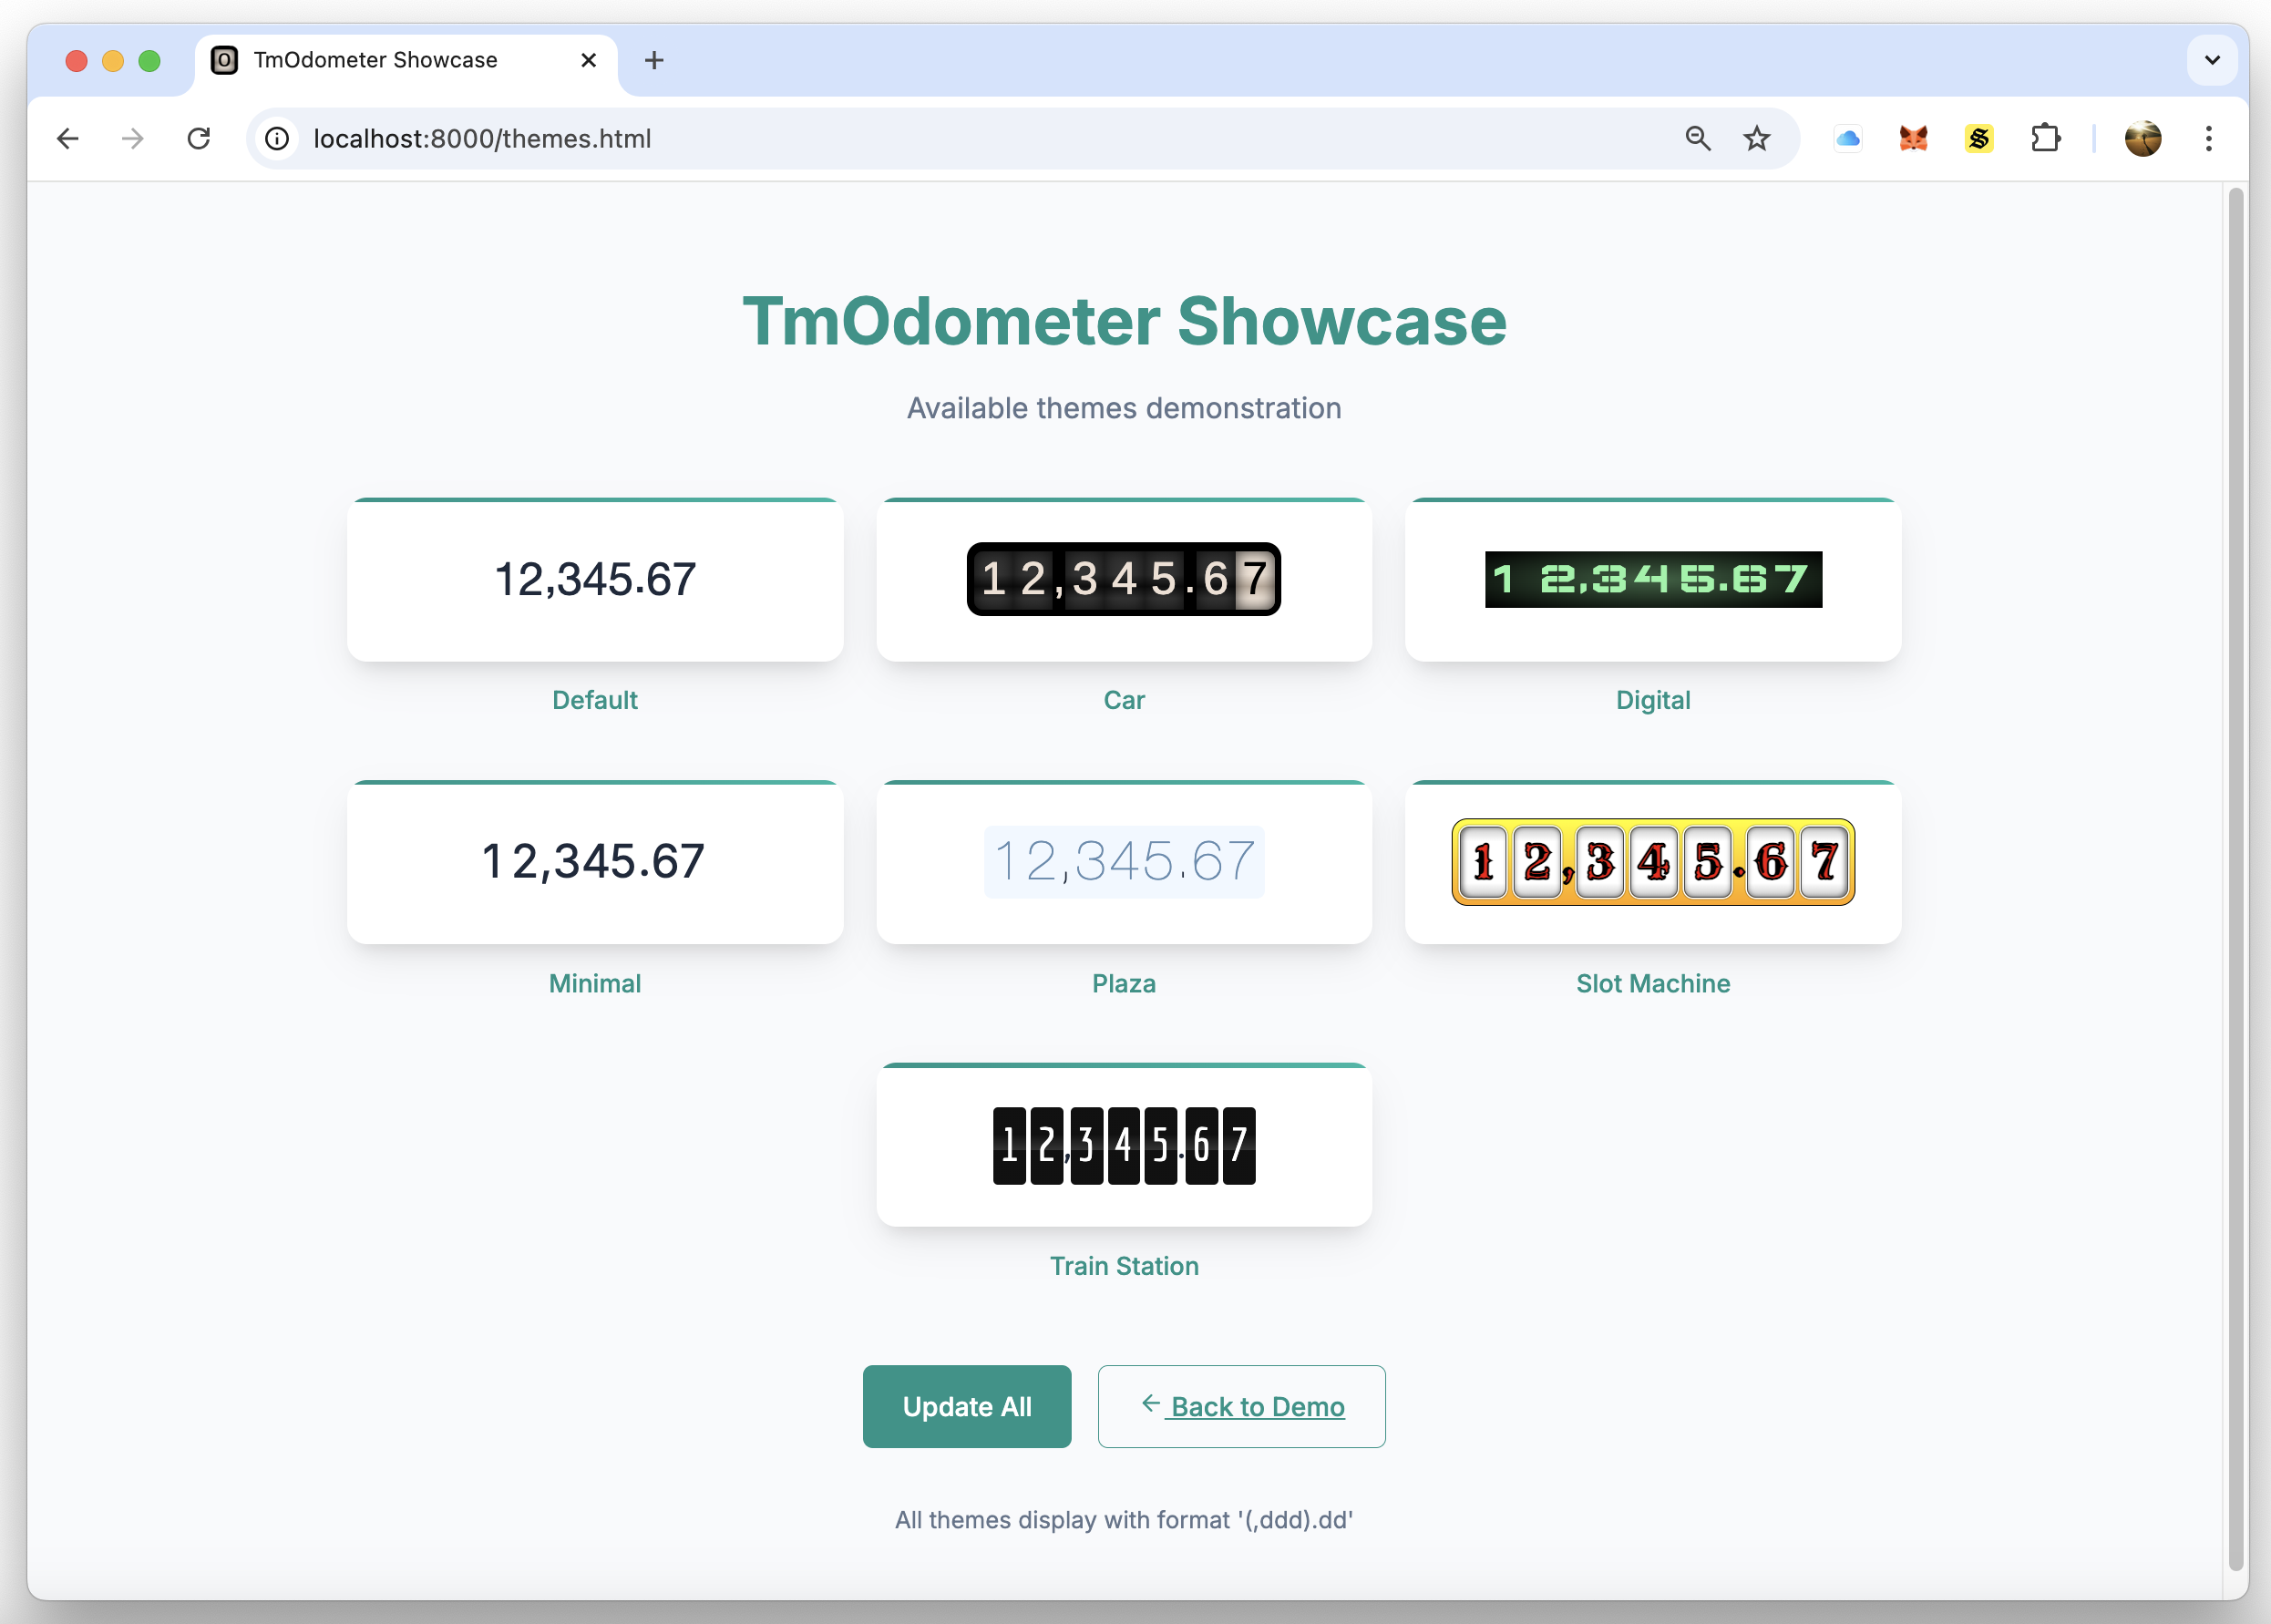 TmOdometer Showcase
localhost:8000/themes.html
TmOdometer Showcase
Available themes demonstration
12,345.67
12,345.67
12,345.67
Default
Car
Digital
12,345.67
12,345.67
12,345.67
Minimal
Plaza
Slot Machine
12,345.67
Train Station
Update All
← Back to Demo
All themes display with format '(,ddd).dd'